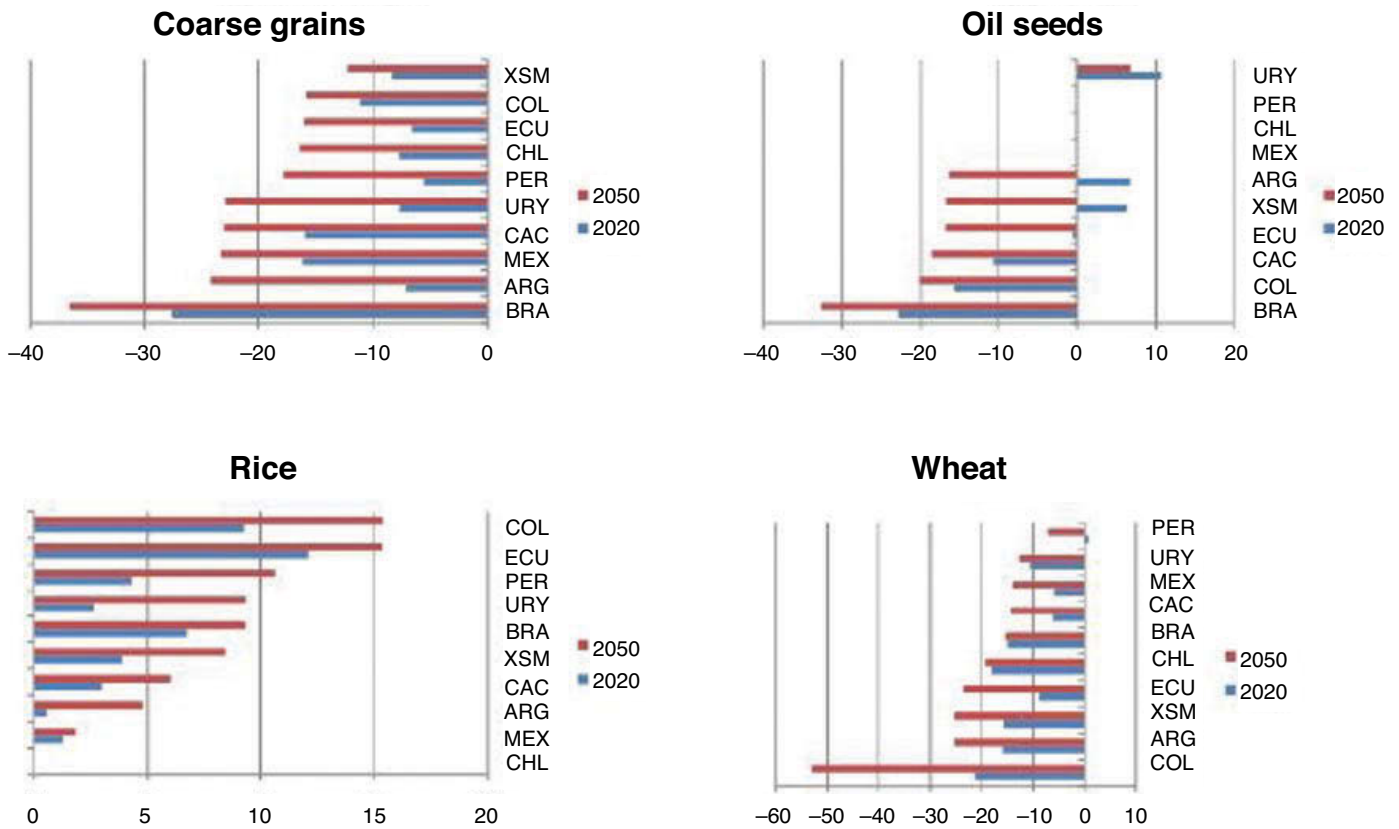 Coarse grains
XSM
COL
ECU
CHL
PER
URY
CAC
MEX
ARG
BRA
2050
2020
–40 –30 –20 –10 0
Oil seeds
URY
PER
CHL
MEX
ARG
XSM
ECU
CAC
COL
BRA
2050
2020
–40 –30 –20 –10 0 10 20
Rice
COL
ECU
PER
URY
BRA
XSM
CAC
ARG
MEX
CHL
2050
2020
0 5 10 15 20
Wheat
PER
URY
MEX
CAC
BRA
CHL
ECU
XSM
ARG
COL
2050
2020
–60 –50 –40 –30 –20 –10 0 10